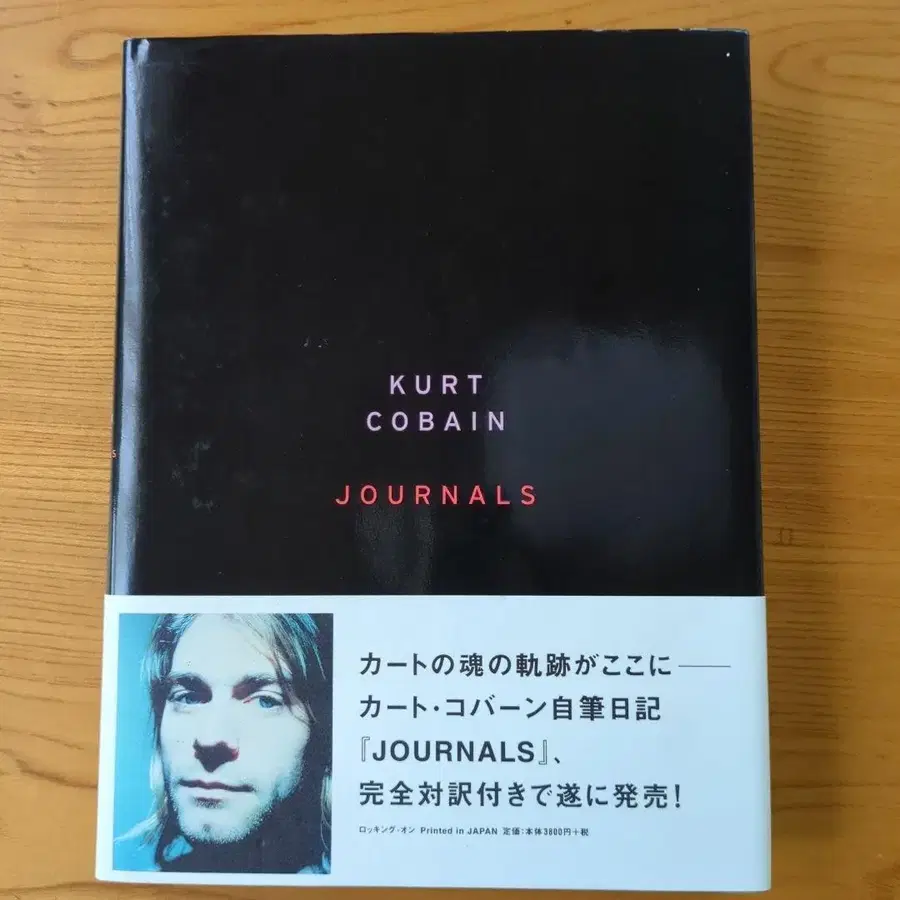 KURT
COBAIN
JOURNALS
カートの魂の軌跡がここに――
カート・コバーン自筆日記
『JOURNALS』、
完全対訳付きで遂に発売!
ロッキング・オン Printed in JAPAN 定価:本体3800円+税